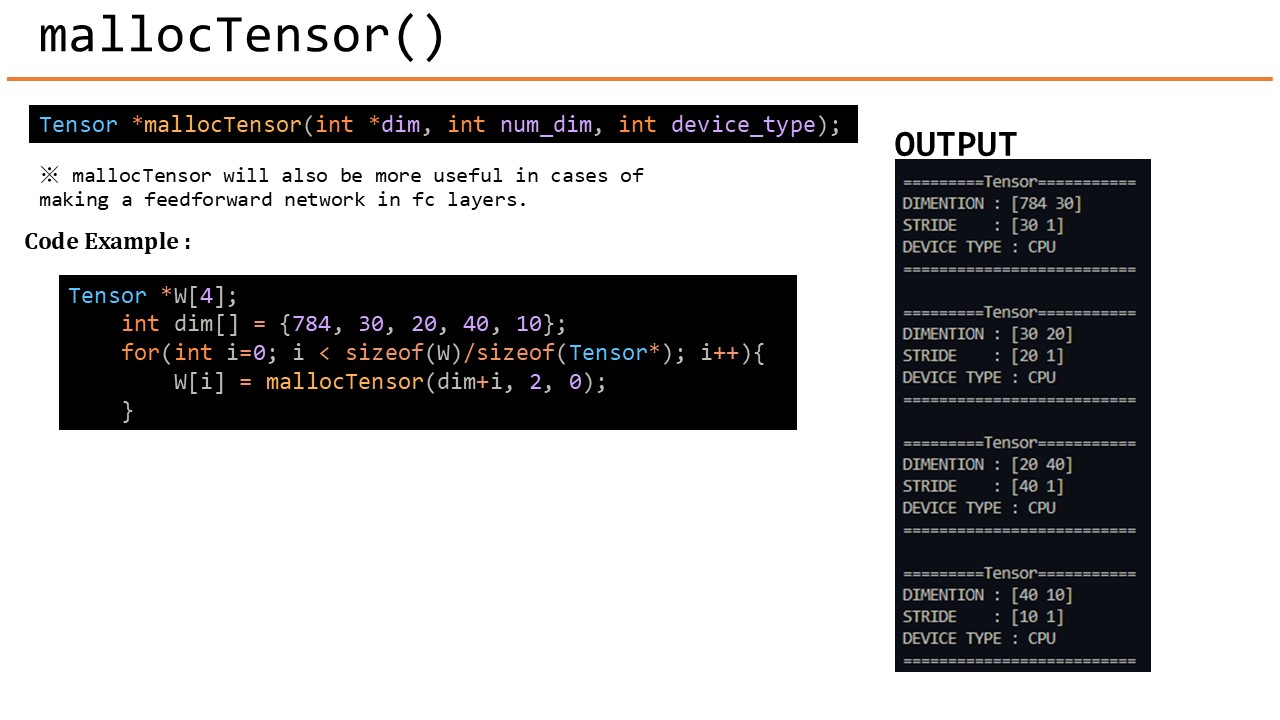 mallocTensor()
Tensor *mallocTensor(int *dim, int num_dim, int device_type);
※ mallocTensor will also be more useful in cases of
making a feedforward network in fc layers.
Code Example :
Tensor *W[4];
    int dim[] = {784, 30, 20, 40, 10};
    for(int i=0; i < sizeof(W)/sizeof(Tensor*); i++){
        W[i] = mallocTensor(dim+i, 2, 0);
    }
OUTPUT
=========Tensor===========
DIMENTION : [784 30]
STRIDE    : [30 1]
DEVICE TYPE : CPU
==========================
=========Tensor===========
DIMENTION : [30 20]
STRIDE    : [20 1]
DEVICE TYPE : CPU
==========================
=========Tensor===========
DIMENTION : [20 40]
STRIDE    : [40 1]
DEVICE TYPE : CPU
==========================
=========Tensor===========
DIMENTION : [40 10]
STRIDE    : [10 1]
DEVICE TYPE : CPU
==========================